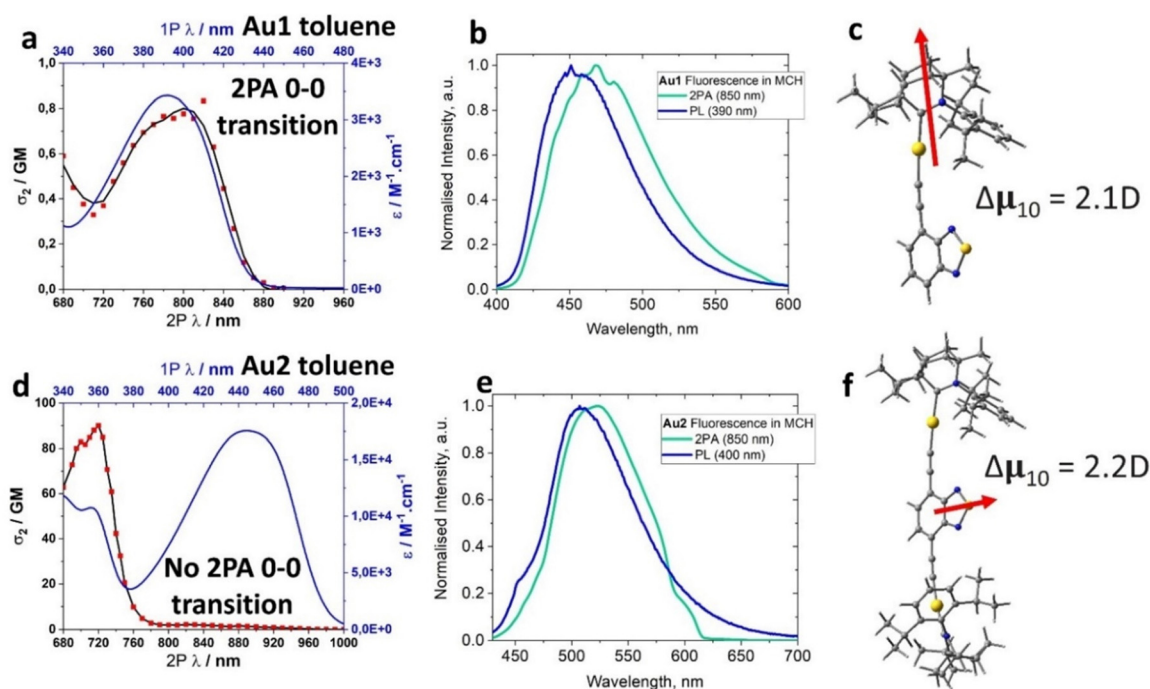 a
1P λ / nm Au1 toluene
340 360 380 400 420 440 460 480
1,0
0,8
0,6
0,4
0,2
0,0
σ2 / GM
2PA 0-0
transition
4E+3
3E+3
2E+3
1E+3
0E+0
ε / M-1.cm-1
680 720 760 800 840 880 920 960
2P λ / nm
b
Normalised Intensity, a.u.
1.0
0.8
0.6
0.4
0.2
0.0
Au1 Fluorescence in MCH
2PA (850 nm)
PL (390 nm)
400 450 500 550 600
Wavelength, nm
c
Δμ10 = 2.1D
d
1P λ / nm Au2 toluene
340 360 380 400 420 440 460 480 500
100
80
60
40
20
0
σ2 / GM
No 2PA 0-0
transition
2,0E+4
1,5E+4
1,0E+4
5,0E+3
0,0E+0
ε / M-1.cm-1
680 720 760 800 840 880 920 960 1000
2P λ / nm
e
Normalised Intensity, a.u.
1.0
0.8
0.6
0.4
0.2
0.0
Au2 Fluorescence in MCH
2PA (850 nm)
PL (400 nm)
450 500 550 600 650 700
Wavelength, nm
f
Δμ10 = 2.2D